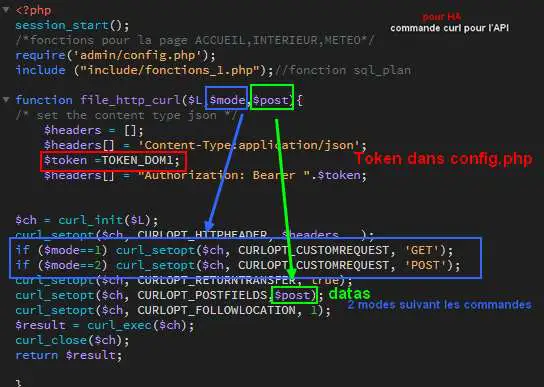 <?php
session_start();
/*fonctions pour la page ACCUEIL,INTERIEUR,METEO*/
require('admin/config.php');
include ("include/fonctions_1.php");//fonction sql_plan
pour HA
commande curl pour l'API
function file_http_curl($L,$mode,$post){
/* set the content type json */
$headers = [];
$headers[] = 'Content-Type:application/json';
$token =TOKEN_DOM1;
Token dans config,php
$headers[] = "Authorization: Bearer ".$token;
$ch = curl_init($L);
curl_setopt($ch, CURLOPT_HTTPHEADER, $headers );
if ($mode==1) curl_setopt($ch, CURLOPT_CUSTOMREQUEST, 'GET');
if ($mode==2) curl_setopt($ch, CURLOPT_CUSTOMREQUEST, 'POST');
curl_setopt($ch, CURLOPT_RETURNTRANSFER, true);
curl_setopt($ch, CURLOPT_POSTFIELDS,$post); datas
curl_setopt($ch, CURLOPT_FOLLOWLOCATION, 1);
2 modes suivant les commandes
$result = curl_exec($ch);
curl_close($ch);
return $result;
}